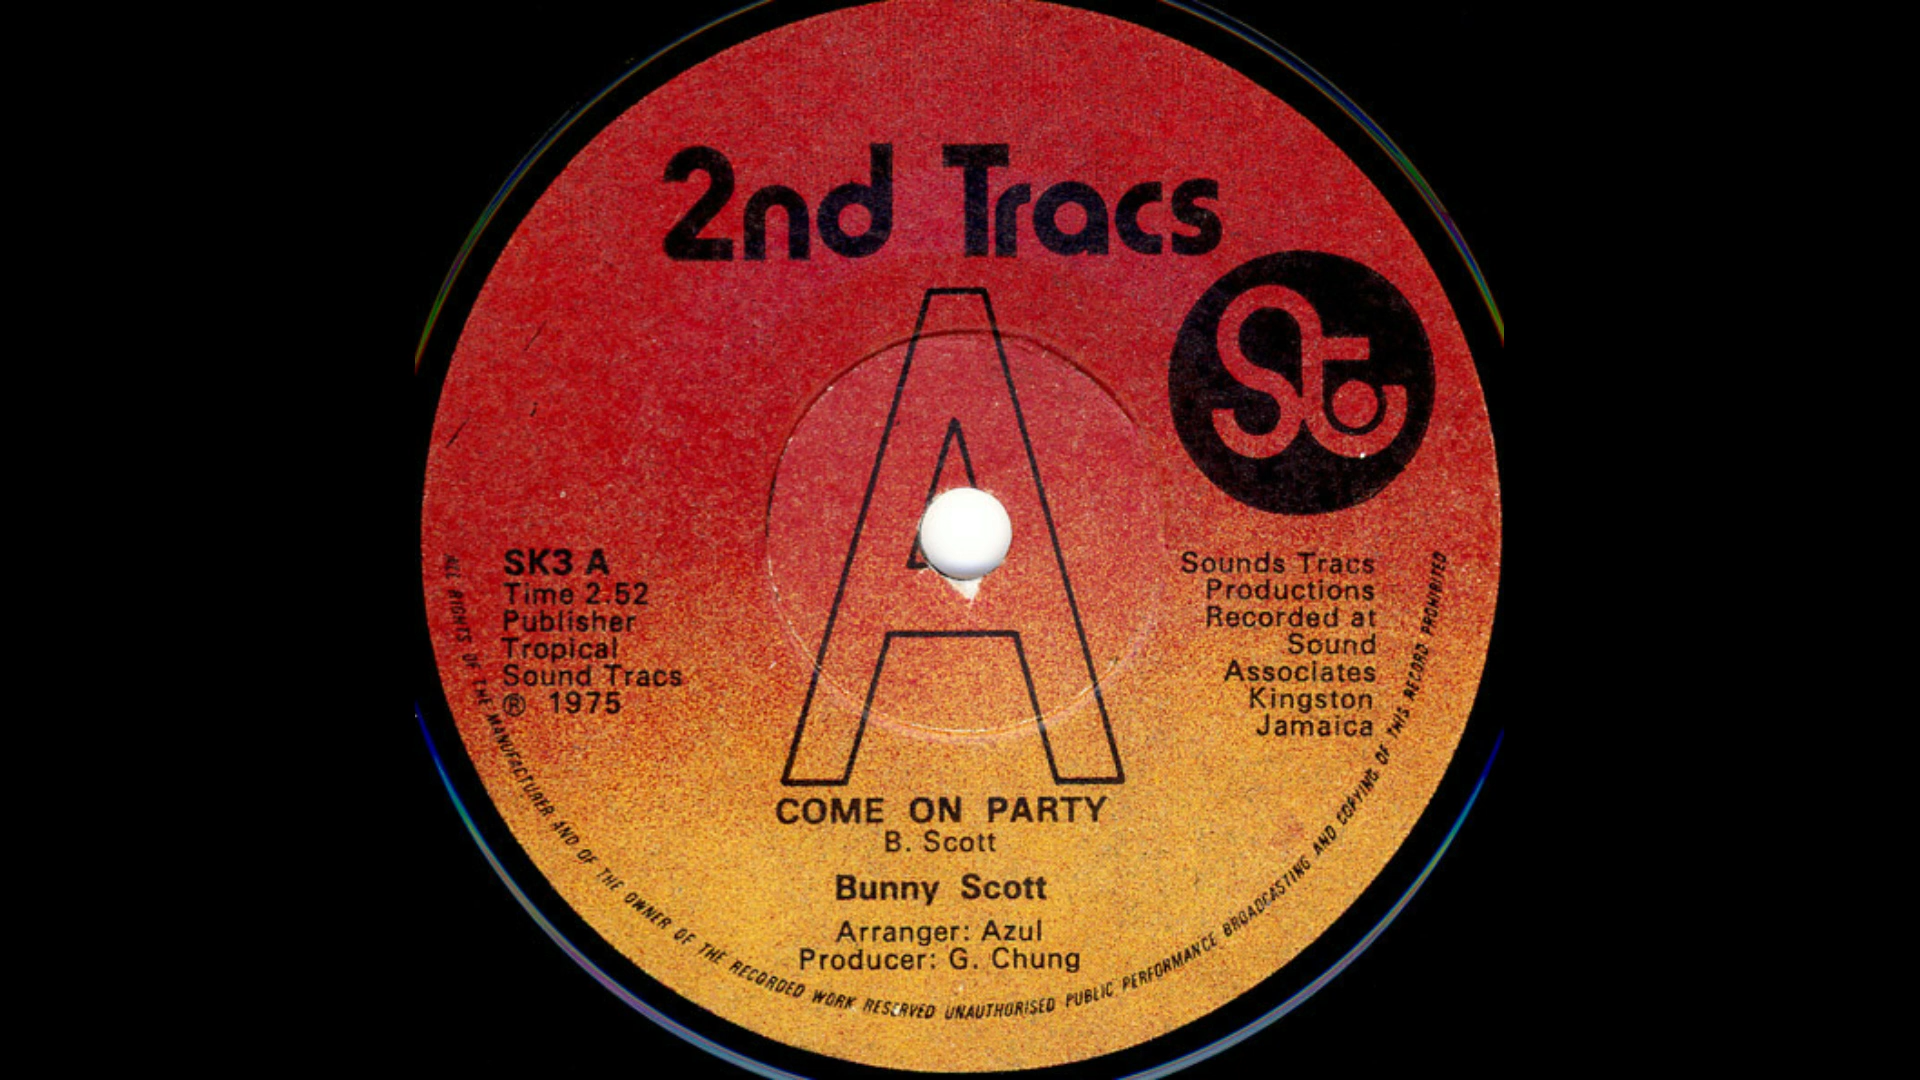 2nd Tracs
A
St
SK3 A
Time 2.52
Publisher
Tropical
Sound Tracs
℗ 1975
Sounds Tracs
Productions
Recorded at
Sound
Associates
Kingston
Jamaica
COME ON PARTY
B. Scott
Bunny Scott
Arranger: Azul
Producer: G. Chung
ALL RIGHTS OF THE MANUFACTURER AND OF THE OWNER OF THE RECORDED WORK RESERVED UNAUTHORISED PUBLIC PERFORMANCE BROADCASTING AND COPYING OF THIS RECORD PROHIBITED